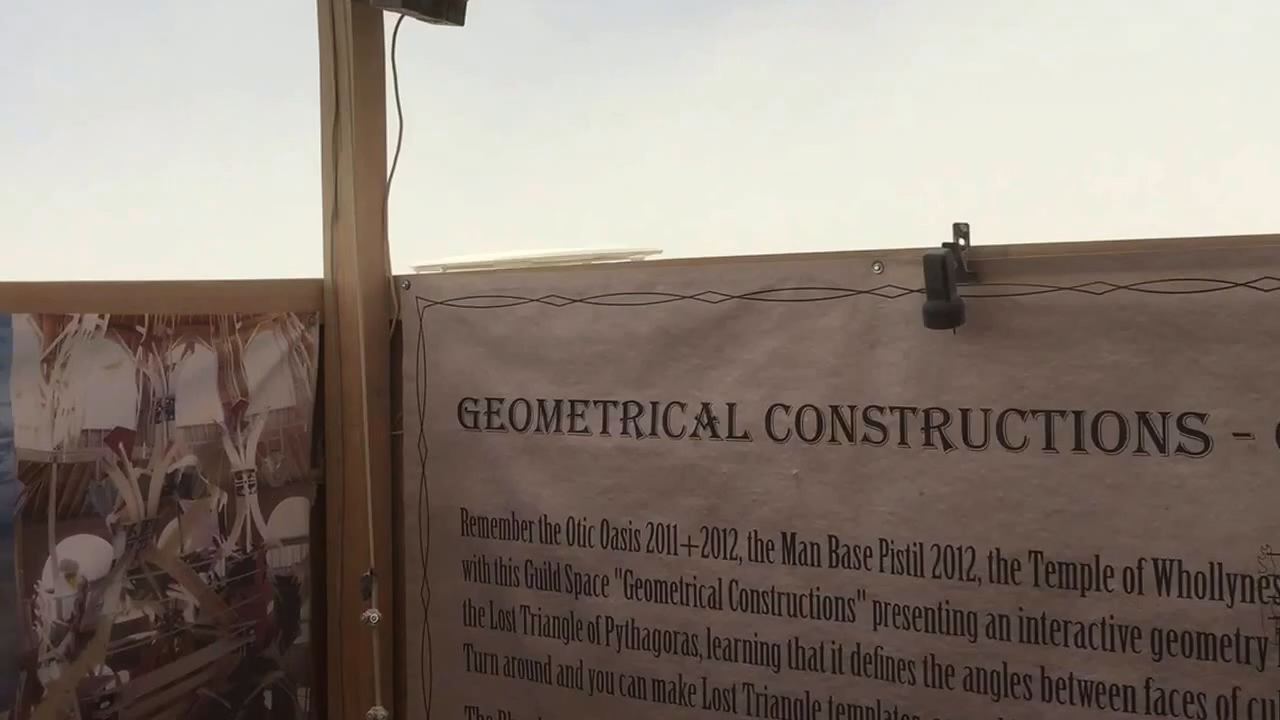 GEOMETRICAL CONSTRUCTIONS -
Remember the Otic Oasis 2011+2012, the Man Base Pistil 2012, the Temple of
with this Guild Space "Geometrical Constructions" presenting an interactive geometry
the Lost Triangle of Pythagoras, learning that it defines the angles between faces of
Turn around and you can make Lost Triangle templates
The